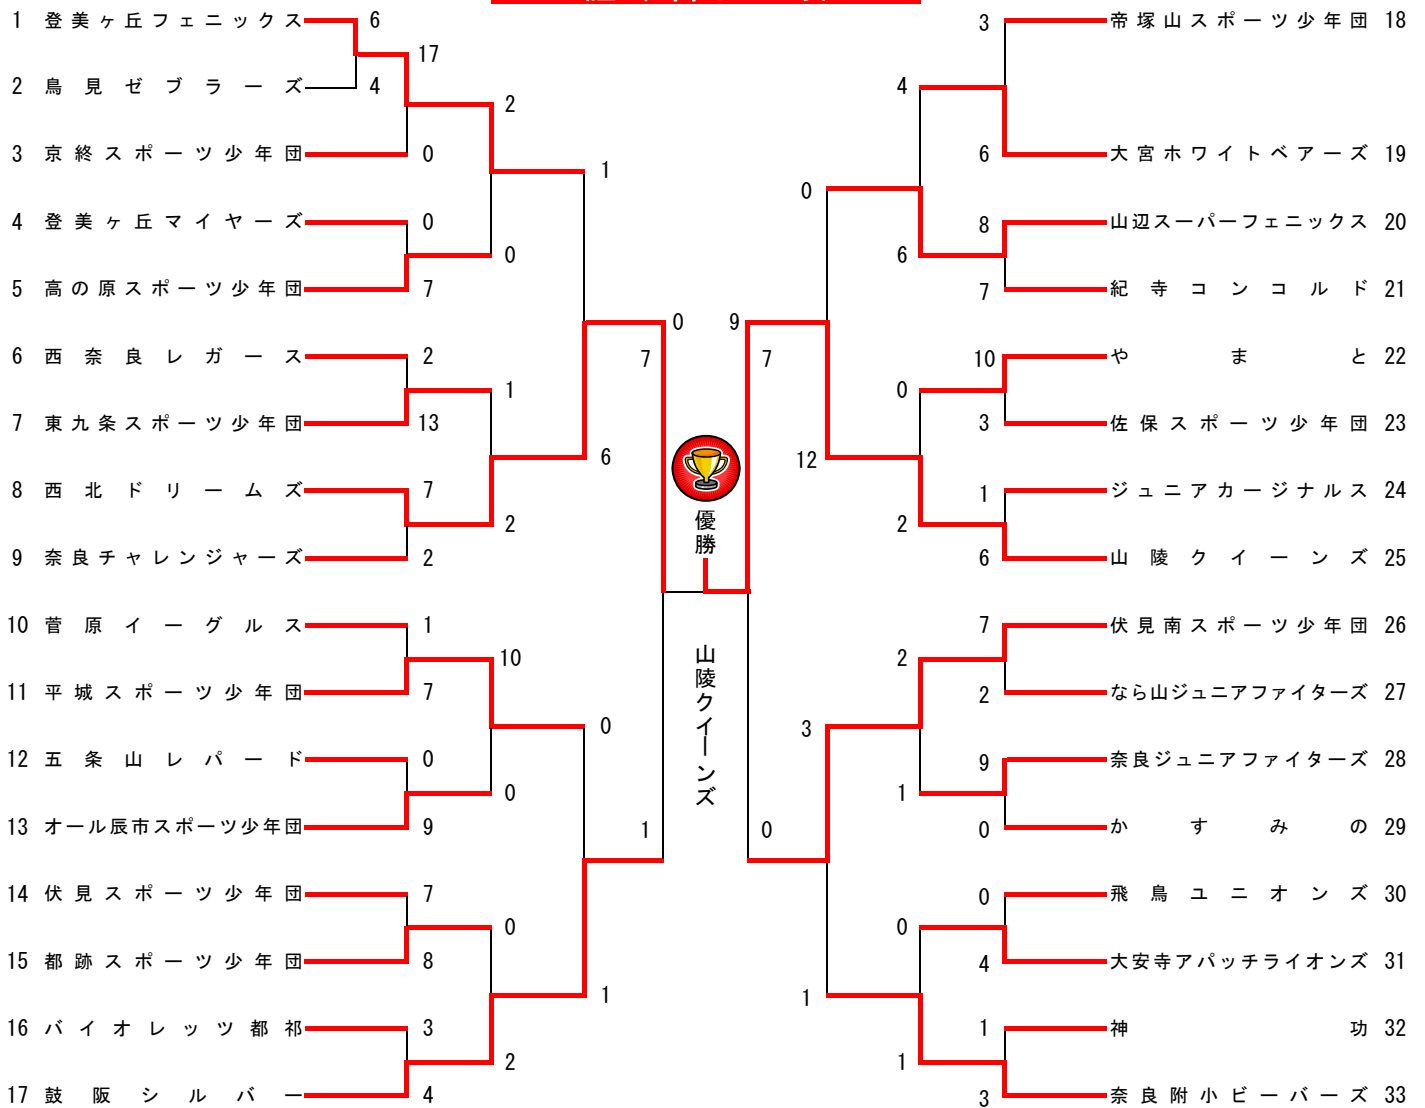 1 登美ヶ丘フェニックス 6
17
2 鳥見ゼブラーズ 4
2
3 京終スポーツ少年団 0
1
4 登美ヶ丘マイヤーズ 0
0
5 高の原スポーツ少年団 7
0
6 西奈良レガース 2
7
1
7 東九条スポーツ少年団 13
6
8 西北ドリームズ 7
2
9 奈良チャレンジャーズ 2
10 菅原イーグルス 1
10
11 平城スポーツ少年団 7
0
12 五条山レパード 0
0
13 オール辰市スポーツ少年団 9
1
14 伏見スポーツ少年団 7
0
15 都跡スポーツ少年団 8
1
16 バイオレッツ都祁 3
2
17 鼓阪シルバー 4
優勝
山陵クイーンズ
3 帝塚山スポーツ少年団 18
4
6 大宮ホワイトベアーズ 19
0
8 山辺スーパーフェニックス 20
6
7 紀寺コンコルド 21
9
7
10 やまと 22
0
3 佐保スポーツ少年団 23
12
1 ジュニアカージナルス 24
2
6 山陵クイーンズ 25
7 伏見南スポーツ少年団 26
2
2 なら山ジュニアファイターズ 27
3
9 奈良ジュニアファイターズ 28
1
0 かすみの 29
0
0 飛鳥ユニオンズ 30
0
4 大安寺アパッチライオンズ 31
1
1 神功 32
1
3 奈良附小ビーバーズ 33